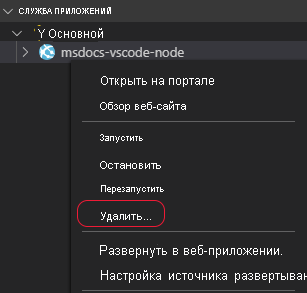 СЛУЖБА ПРИЛОЖЕНИЙ
Y Основной
msdocs-vscode-node
Открыть на портале
Обзор веб-сайта
Запустить
Остановить
Перезапустить
Удалить...
Развернуть в веб-приложении.
Настройка источника развертыван